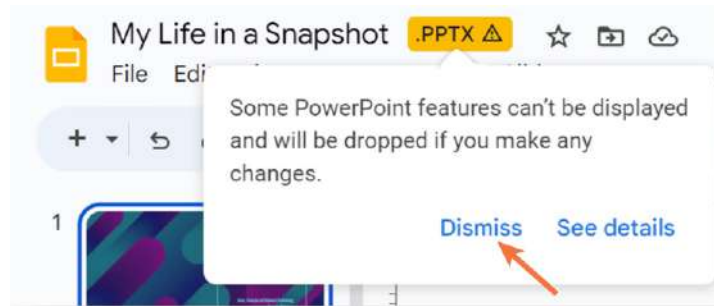 My Life in a Snapshot .PPTX
File
Some PowerPoint features can't be displayed
and will be dropped if you make any
changes.
Dismiss See details
1